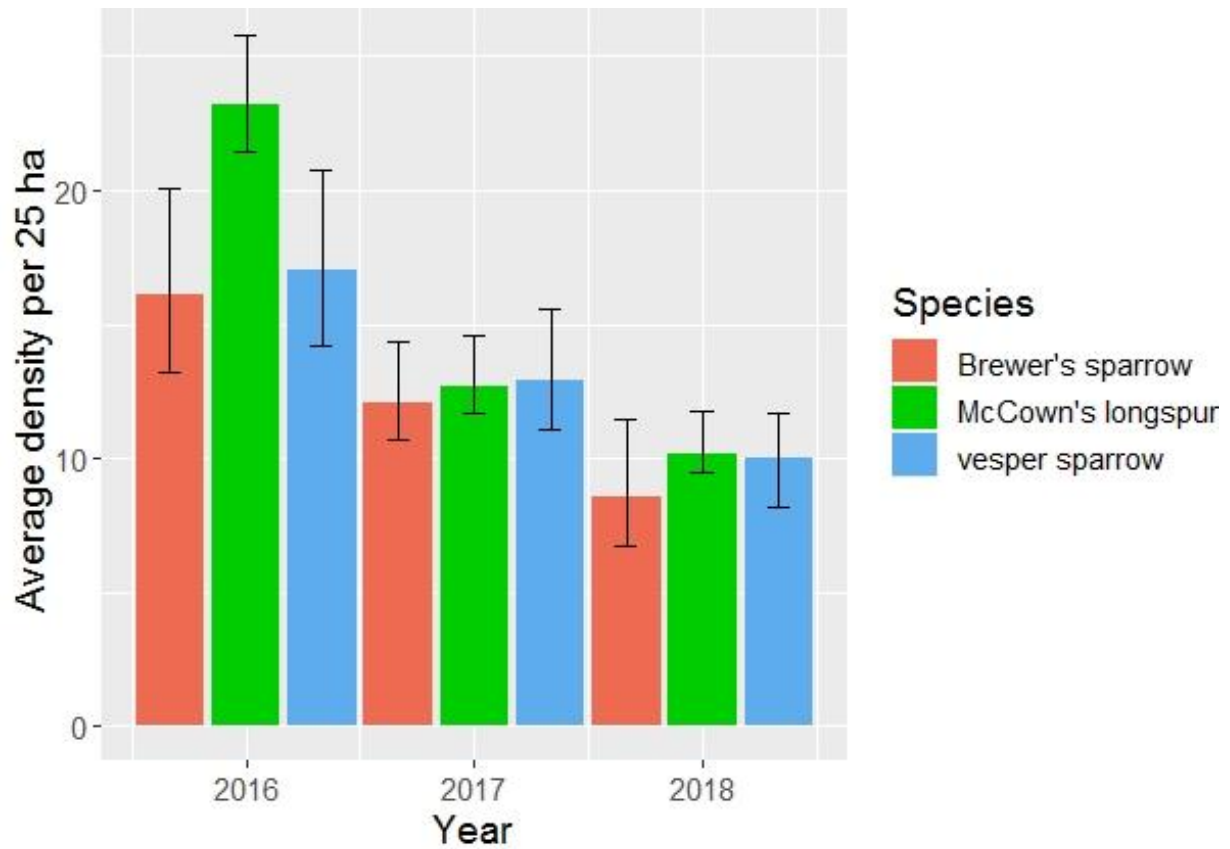 Average density per 25 ha
20
10
0
2016 2017 2018
Year
Species
Brewer's sparrow
McCown's longspur
vesper sparrow